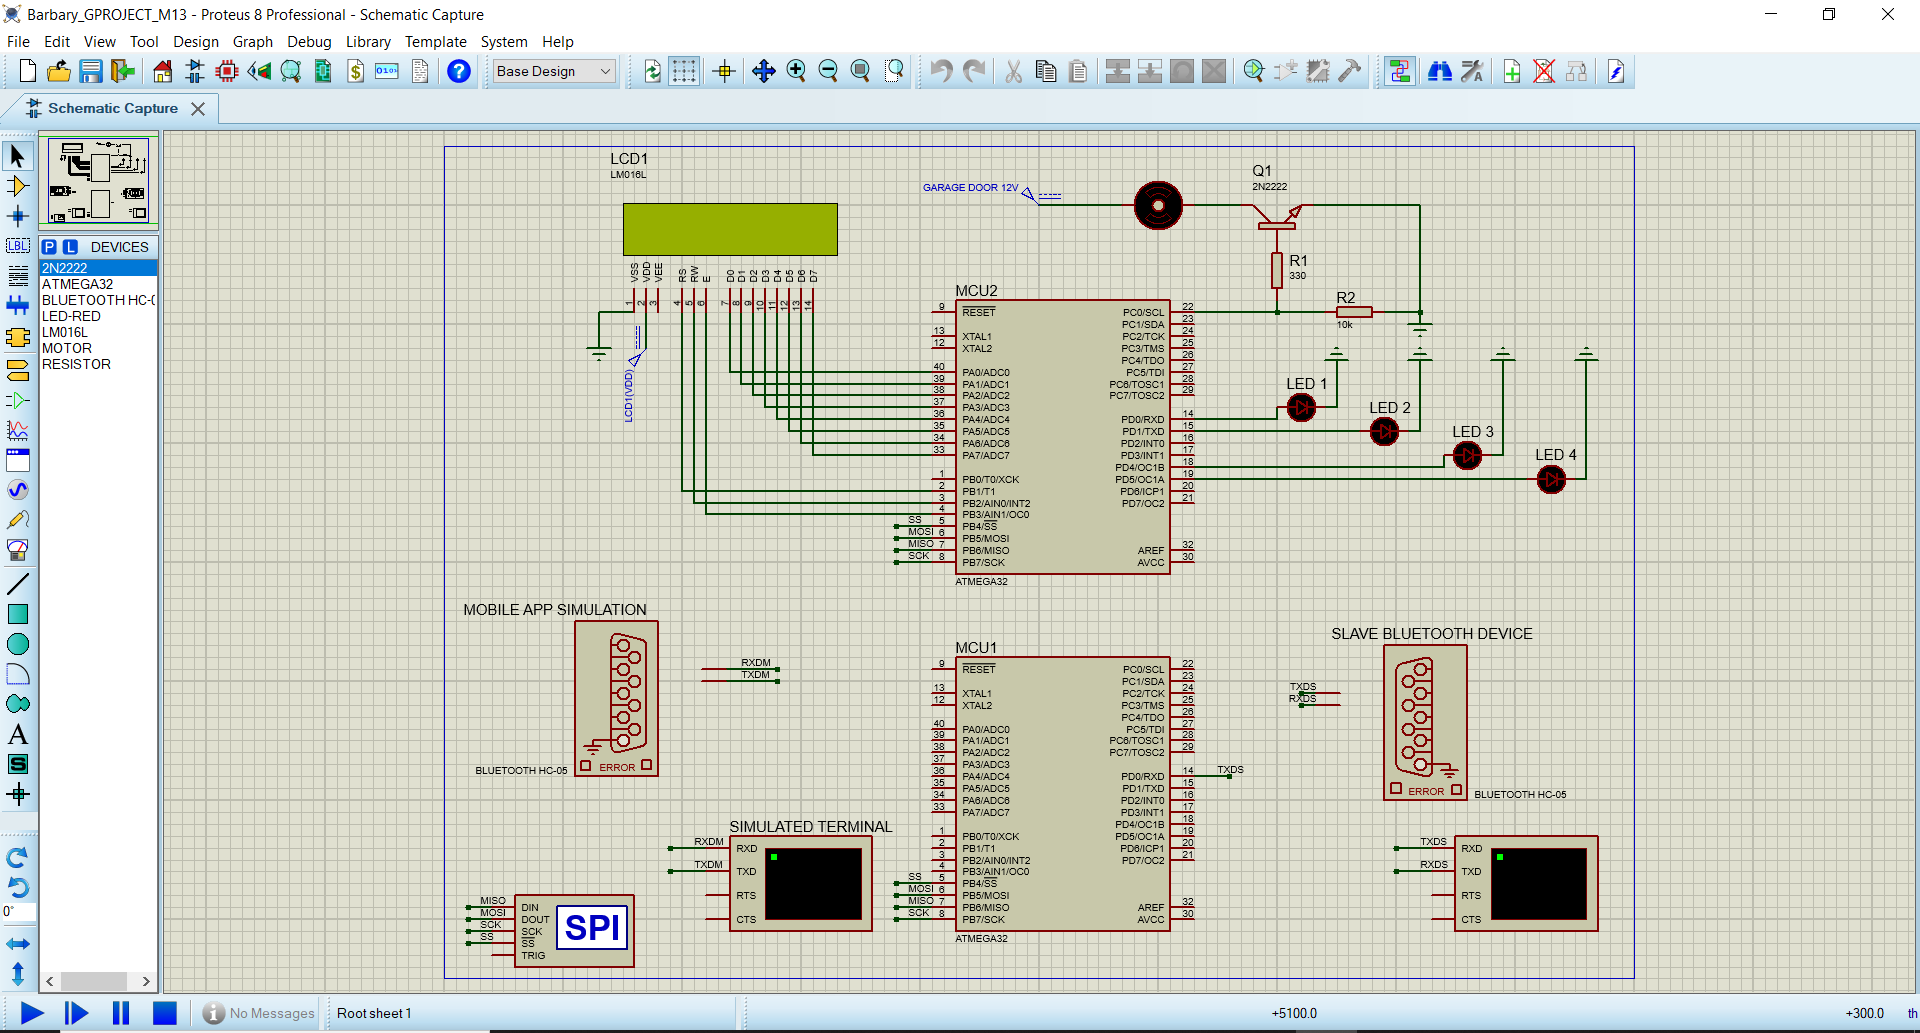 Barbary_GPROJECT_M13 - Proteus 8 Professional - Schematic Capture
File Edit View Tool Design Graph Debug Library Template System Help
Base Design
Schematic Capture
P L DEVICES
2N2222
ATMEGA32
BLUETOOTH HC-0
LED-RED
LM016L
MOTOR
RESISTOR
LBL
A
S
0°
LCD1
LM016L
VSS VDD VEE RS RW E D0 D1 D2 D3 D4 D5 D6 D7
1 2 3 4 5 6 7 8 9 10 11 12 13 14
LCD1(VDD)
GARAGE DOOR 12V
Q1
2N2222
R1
330
R2
10k
LED 1
LED 2
LED 3
LED 4
MCU2
9 RESET PC0/SCL 22
PC1/SDA 23
13 XTAL1 PC2/TCK 24
12 XTAL2 PC3/TMS 25
PC4/TDO 26
40 PA0/ADC0 PC5/TDI 27
39 PA1/ADC1 PC6/TOSC1 28
38 PA2/ADC2 PC7/TOSC2 29
37 PA3/ADC3
36 PA4/ADC4 PD0/RXD 14
35 PA5/ADC5 PD1/TXD 15
34 PA6/ADC6 PD2/INT0 16
33 PA7/ADC7 PD3/INT1 17
PD4/OC1B 18
1 PB0/T0/XCK PD5/OC1A 19
2 PB1/T1 PD6/ICP1 20
3 PB2/AIN0/INT2 PD7/OC2 21
4 PB3/AIN1/OC0
SS 5 PB4/SS
MOSI 6 PB5/MOSI
MISO 7 PB6/MISO AREF 32
SCK 8 PB7/SCK AVCC 30
ATMEGA32
MOBILE APP SIMULATION
ERROR
BLUETOOTH HC-05
RXDM
TXDM
MCU1
9 RESET PC0/SCL 22
PC1/SDA 23
13 XTAL1 PC2/TCK 24
12 XTAL2 PC3/TMS 25
PC4/TDO 26
40 PA0/ADC0 PC5/TDI 27
39 PA1/ADC1 PC6/TOSC1 28
38 PA2/ADC2 PC7/TOSC2 29
37 PA3/ADC3
36 PA4/ADC4 PD0/RXD 14 TXDS
35 PA5/ADC5 PD1/TXD 15
34 PA6/ADC6 PD2/INT0 16
33 PA7/ADC7 PD3/INT1 17
PD4/OC1B 18
1 PB0/T0/XCK PD5/OC1A 19
2 PB1/T1 PD6/ICP1 20
3 PB2/AIN0/INT2 PD7/OC2 21
4 PB3/AIN1/OC0
SS 5 PB4/SS
MOSI 6 PB5/MOSI
MISO 7 PB6/MISO AREF 32
SCK 8 PB7/SCK AVCC 30
ATMEGA32
SLAVE BLUETOOTH DEVICE
TXDS
RXDS
ERROR
BLUETOOTH HC-05
SIMULATED TERMINAL
RXDM RXD
TXDM TXD
RTS
CTS
MISO DIN
MOSI DOUT
SCK SCK
SS SS
TRIG
SPI
TXDS RXD
RXDS TXD
RTS
CTS
No Messages
Root sheet 1
+5100.0
+300.0 th